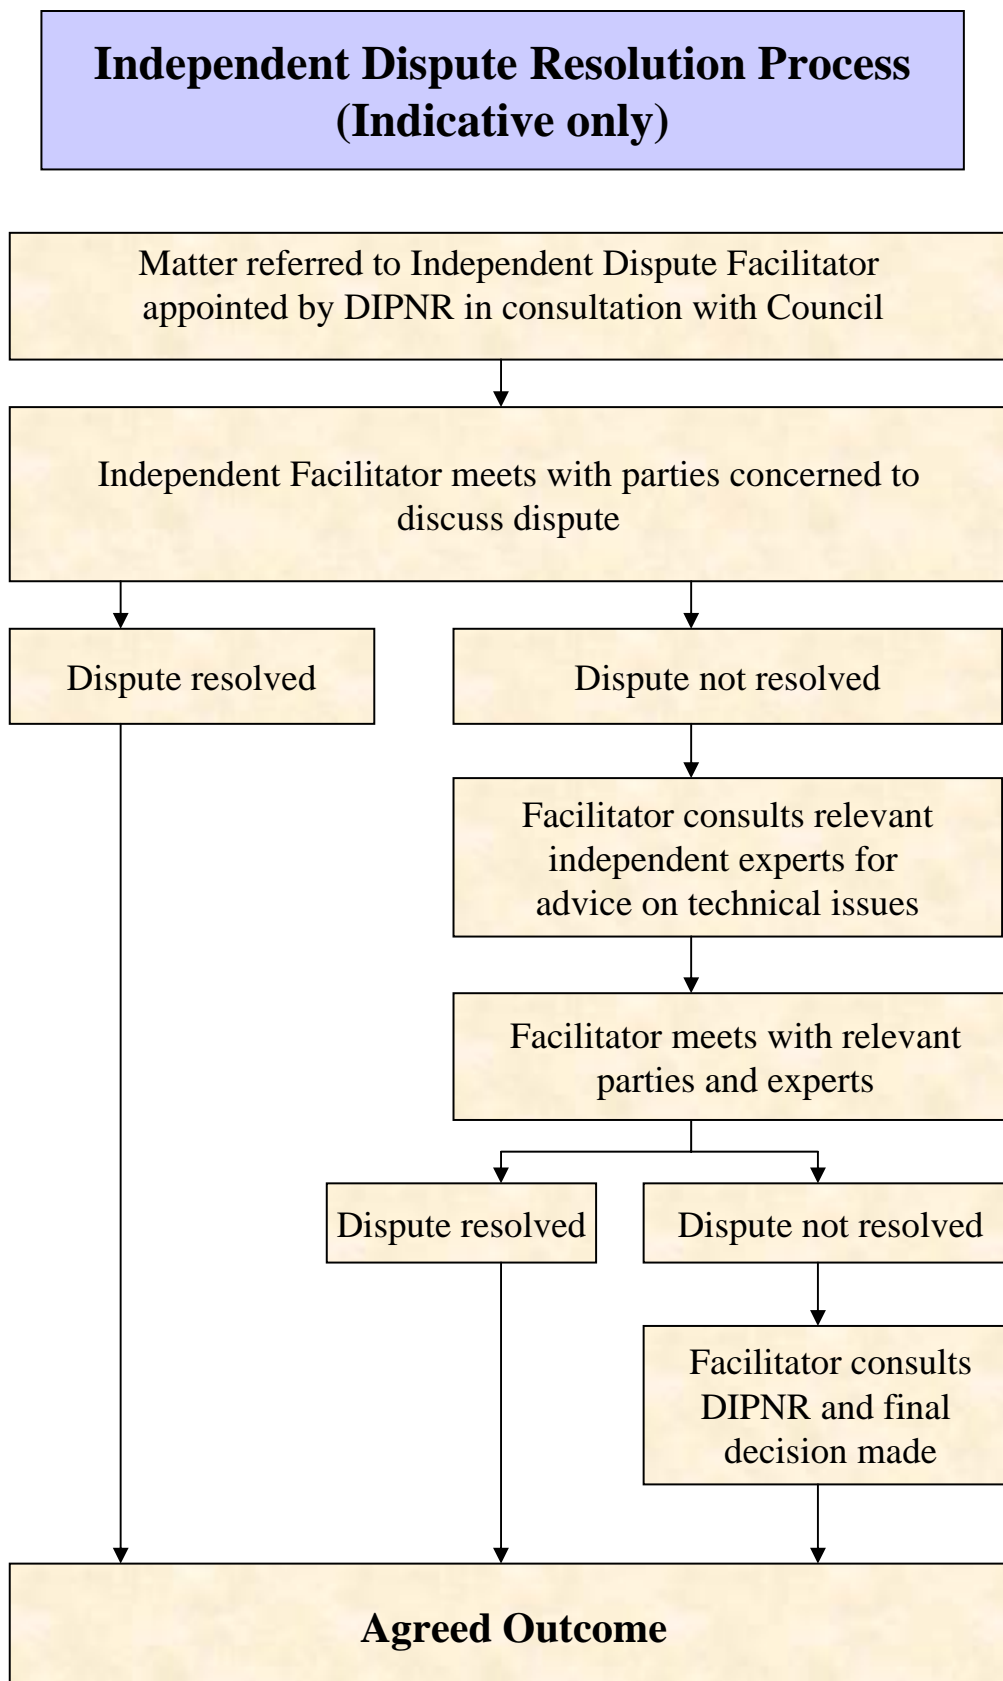 Independent Dispute Resolution Process
(Indicative only)
Matter referred to Independent Dispute Facilitator
appointed by DIPNR in consultation with Council
Independent Facilitator meets with parties concerned to
discuss dispute
Dispute resolved
Dispute not resolved
Facilitator consults relevant
independent experts for
advice on technical issues
Facilitator meets with relevant
parties and experts
Dispute resolved
Dispute not resolved
Facilitator consults
DIPNR and final
decision made
Agreed Outcome